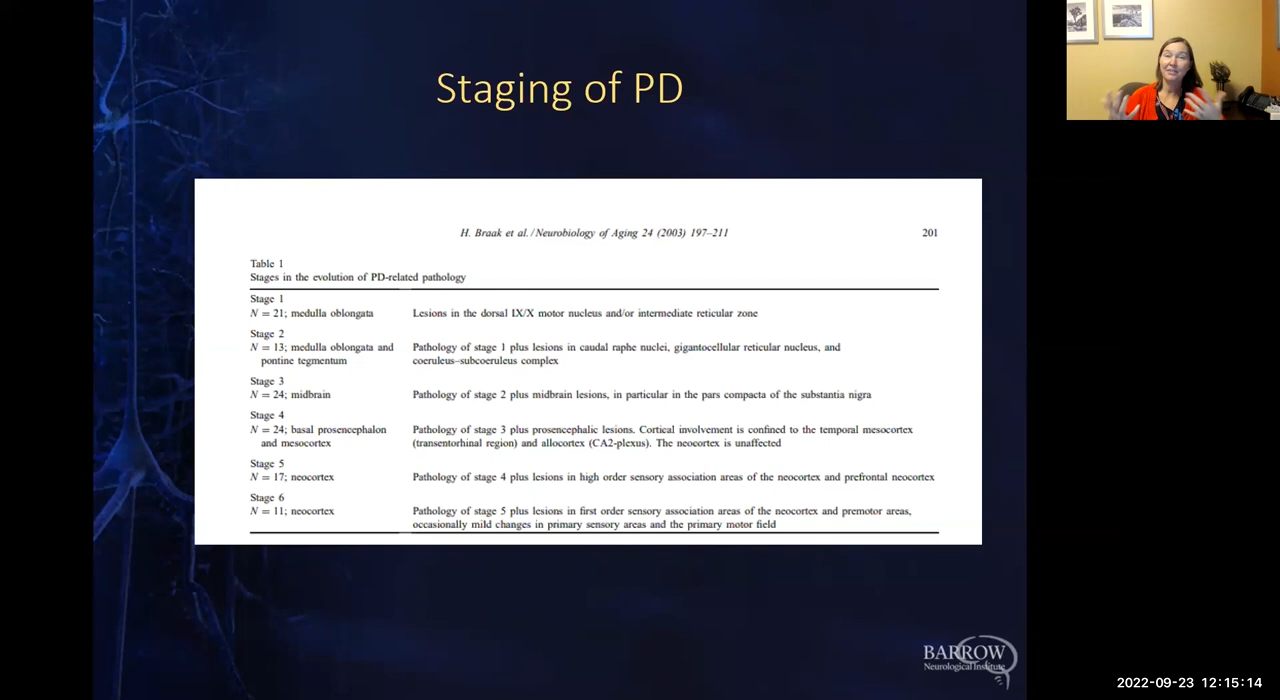 Staging of PD
H. Braak et al. / Neurobiology of Aging 24 (2003) 197–211
201
Table 1
Stages in the evolution of PD-related pathology
Stage 1
N = 21; medulla oblongata
Lesions in the dorsal IX/X motor nucleus and/or intermediate reticular zone
Stage 2
N = 13; medulla oblongata and
pontine tegmentum
Pathology of stage 1 plus lesions in caudal raphe nuclei, gigantocellular reticular nucleus, and
coeruleus–subcoeruleus complex
Stage 3
N = 24; midbrain
Pathology of stage 2 plus midbrain lesions, in particular in the pars compacta of the substantia nigra
Stage 4
N = 24; basal prosencephalon
and mesocortex
Pathology of stage 3 plus prosencephalic lesions. Cortical involvement is confined to the temporal mesocortex
(transentorhinal region) and allocortex (CA2-plexus). The neocortex is unaffected
Stage 5
N = 17; neocortex
Pathology of stage 4 plus lesions in high order sensory association areas of the neocortex and prefrontal neocortex
Stage 6
N = 11; neocortex
Pathology of stage 5 plus lesions in first order sensory association areas of the neocortex and premotor areas,
occasionally mild changes in primary sensory areas and the primary motor field
BARROW
Neurological Institute
2022-09-23 12:15:14